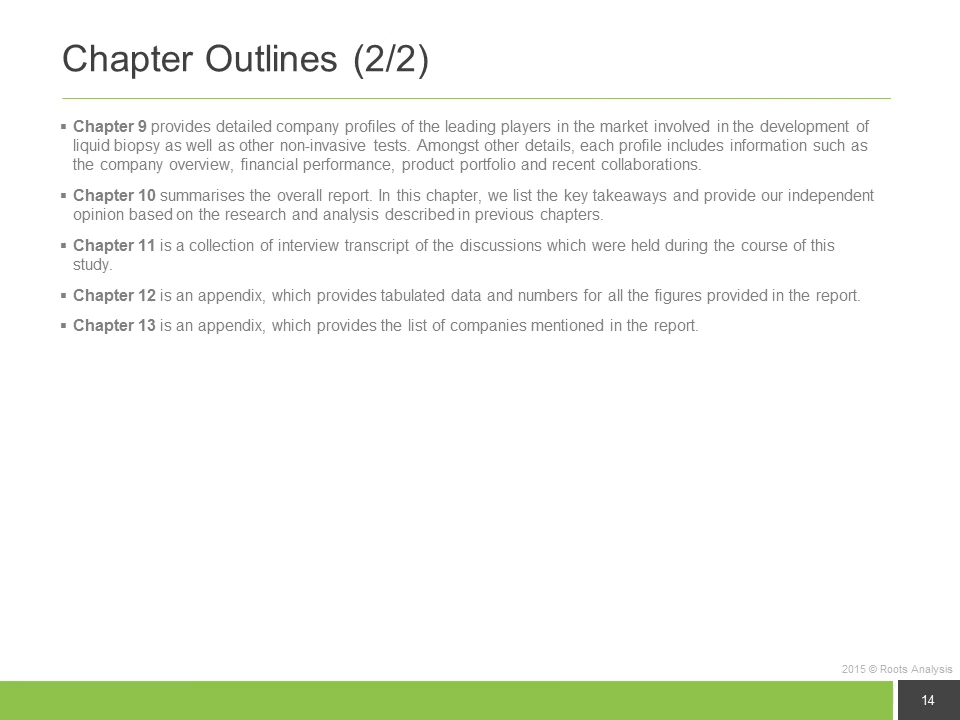 Chapter Outlines (2/2)
▪ Chapter 9 provides detailed company profiles of the leading players in the market involved in the development of
liquid biopsy as well as other non-invasive tests. Amongst other details, each profile includes information such as
the company overview, financial performance, product portfolio and recent collaborations.
▪ Chapter 10 summarises the overall report. In this chapter, we list the key takeaways and provide our independent
opinion based on the research and analysis described in previous chapters.
▪ Chapter 11 is a collection of interview transcript of the discussions which were held during the course of this
study.
▪ Chapter 12 is an appendix, which provides tabulated data and numbers for all the figures provided in the report.
▪ Chapter 13 is an appendix, which provides the list of companies mentioned in the report.
2015 © Roots Analysis
14